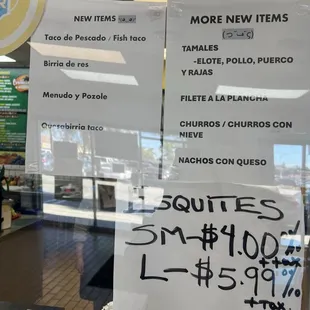 NEW ITEMS
Taco de Pescado / Fish taco
Birria de res
Menudo y Pozole
Quesabirria taco
MORE NEW ITEMS
TAMALES
-ELOTE, POLLO, PUERCO
Y RAJAS
FILETE A LA PLANCHA
CHURROS / CHURROS CON
NIEVE
NACHOS CON QUESO
ESQUITES
SM-$4.00
+tax
L-$5.99
+tax